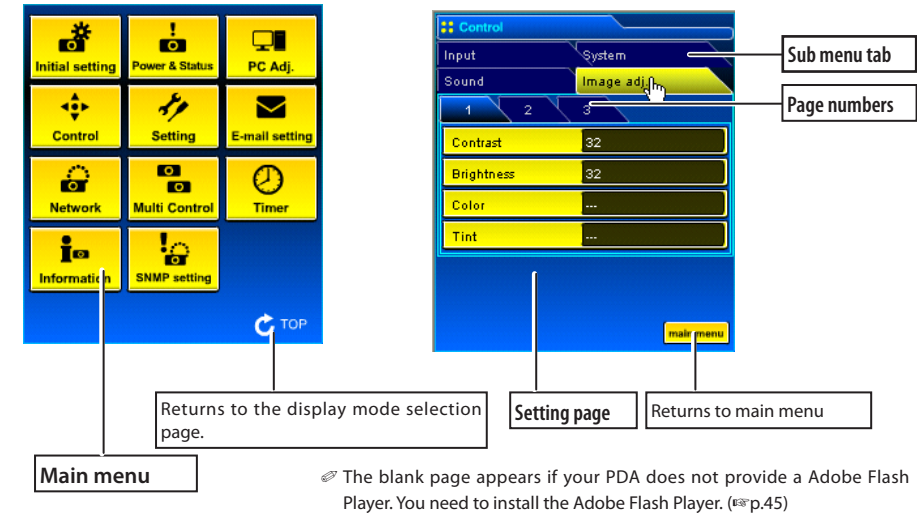 Initial setting
Power & Status
PC Adj.
Control
Setting
E-mail setting
Network
Multi Control
Timer
Information
SNMP setting
TOP
Returns to the display mode selection
page.
Main menu
Control
Input
System
Sound
Image adj.
1
2
3
Contrast
32
Brightness
32
Color
---
Tint
---
main menu
Sub menu tab
Page numbers
Setting page
Returns to main menu
✐ The blank page appears if your PDA does not provide a Adobe Flash
Player. You need to install the Adobe Flash Player. (☞p.45)